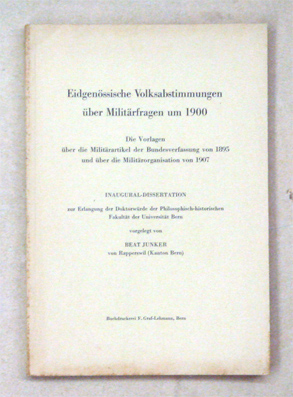 Eidgenössische Volksabstimmungen
über Militärfragen um 1900
Die Vorlagen
über die Militärartikel der Bundesverfassung von 1895
und über die Militärorganisation von 1907
INAUGURAL-DISSERTATION
zur Erlangung der Doktorwürde der Philosophisch-historischen
Fakultät der Universität Bern
vorgelegt von
BEAT JUNKER
von Rapperswil (Kanton Bern)
Buchdruckerei F. Graf-Lehmann, Bern